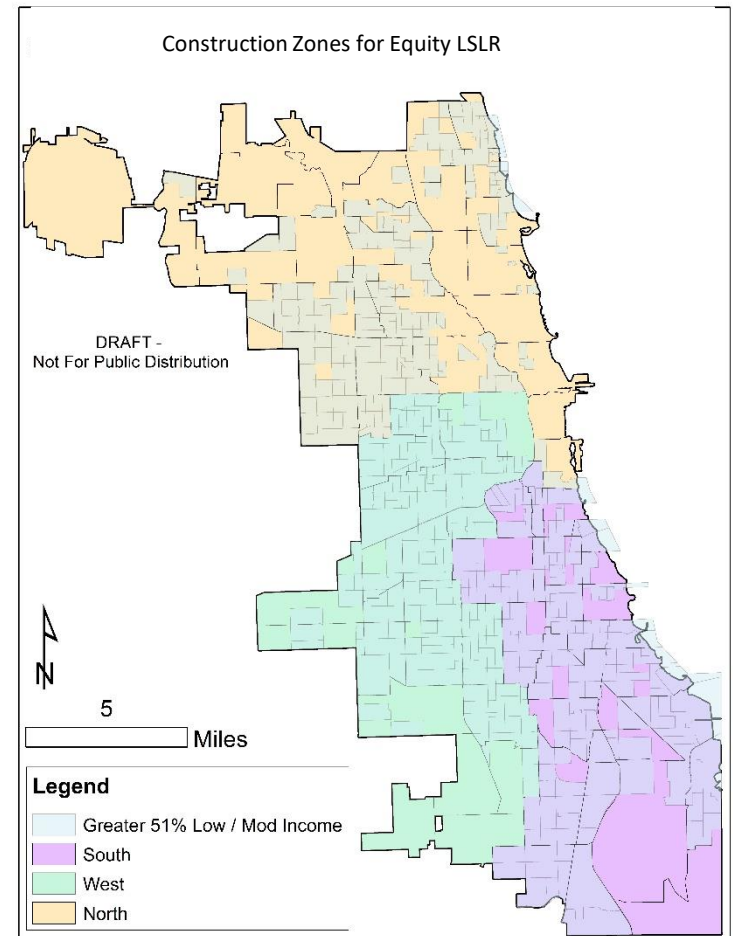 Construction Zones for Equity LSLR
DRAFT -
Not For Public Distribution
N
5
Miles
Legend
Greater 51% Low / Mod Income
South
West
North